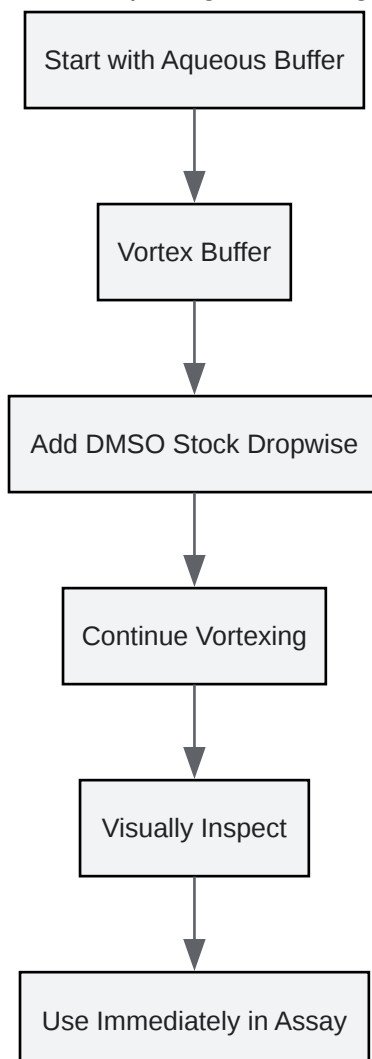 Start with Aqueous Buffer
Vortex Buffer
Add DMSO Stock Dropwise
Continue Vortexing
Visually Inspect
Use Immediately in Assay